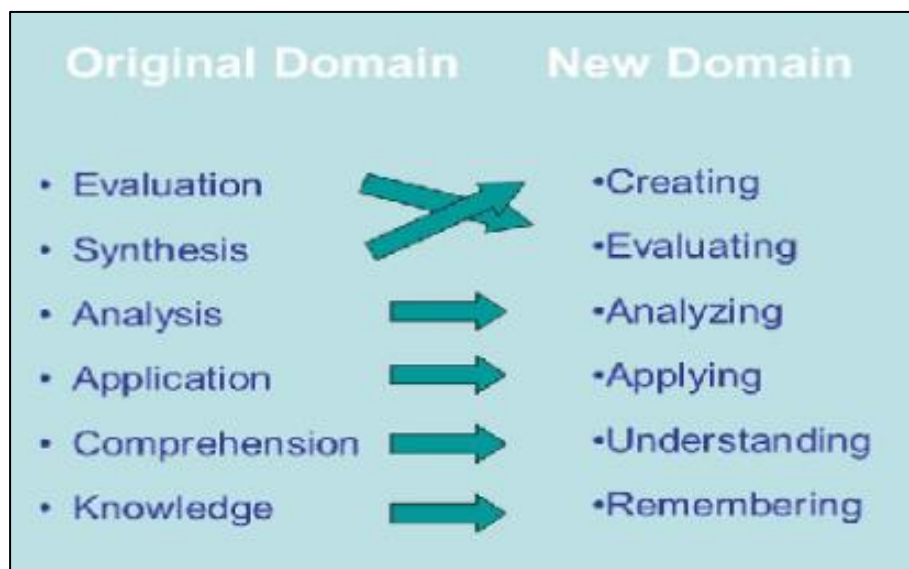 Original Domain New Domain
• Evaluation •Creating
• Synthesis •Evaluating
• Analysis •Analyzing
• Application •Applying
• Comprehension •Understanding
• Knowledge •Remembering